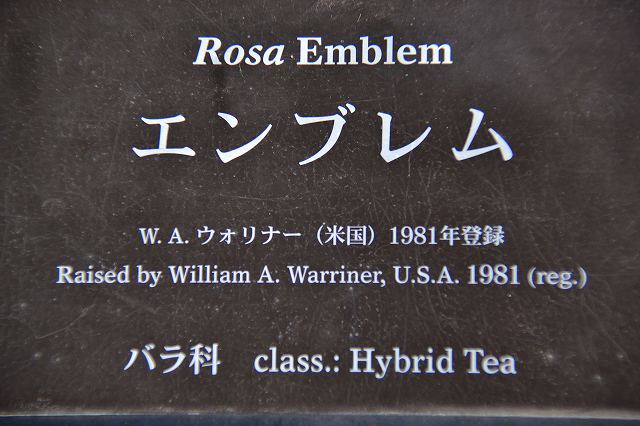 Rosa Emblem
エンブレム
W. A. ウォリナー（米国）1981年登録
Raised by William A. Warriner, U.S.A. 1981 (reg.)
バラ科　class.: Hybrid Tea